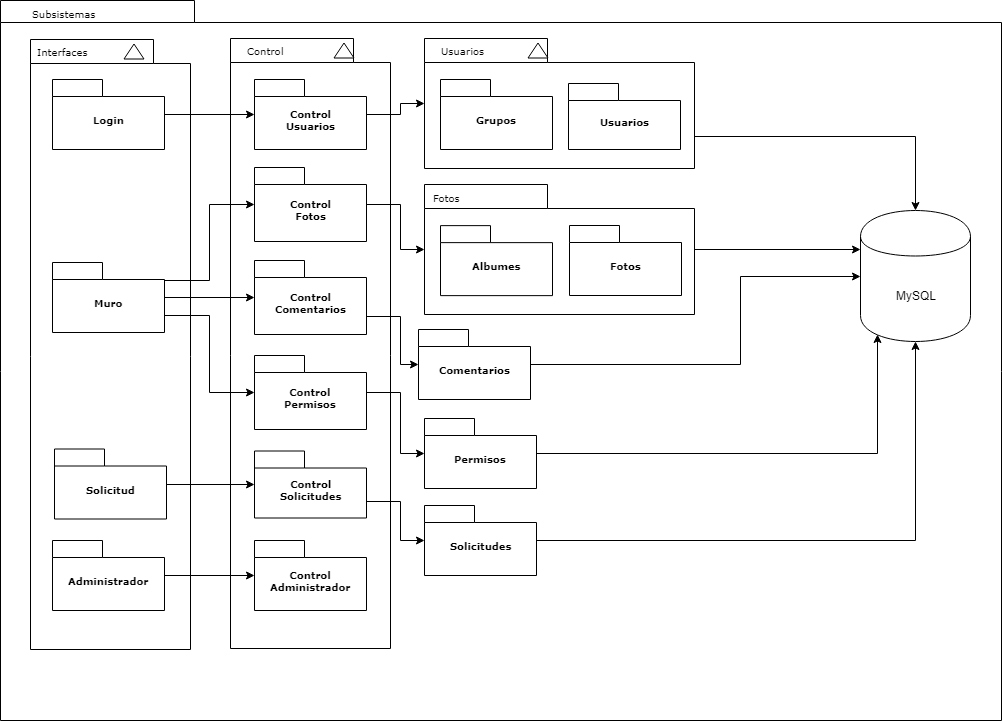 Subsistemas
Interfaces
Control
Usuarios
Login
Control
Usuarios
Grupos
Usuarios
Fotos
Control
Fotos
Albumes
Fotos
Muro
Control
Comentarios
MySQL
Comentarios
Control
Permisos
Permisos
Solicitud
Control
Solicitudes
Solicitudes
Administrador
Control
Administrador